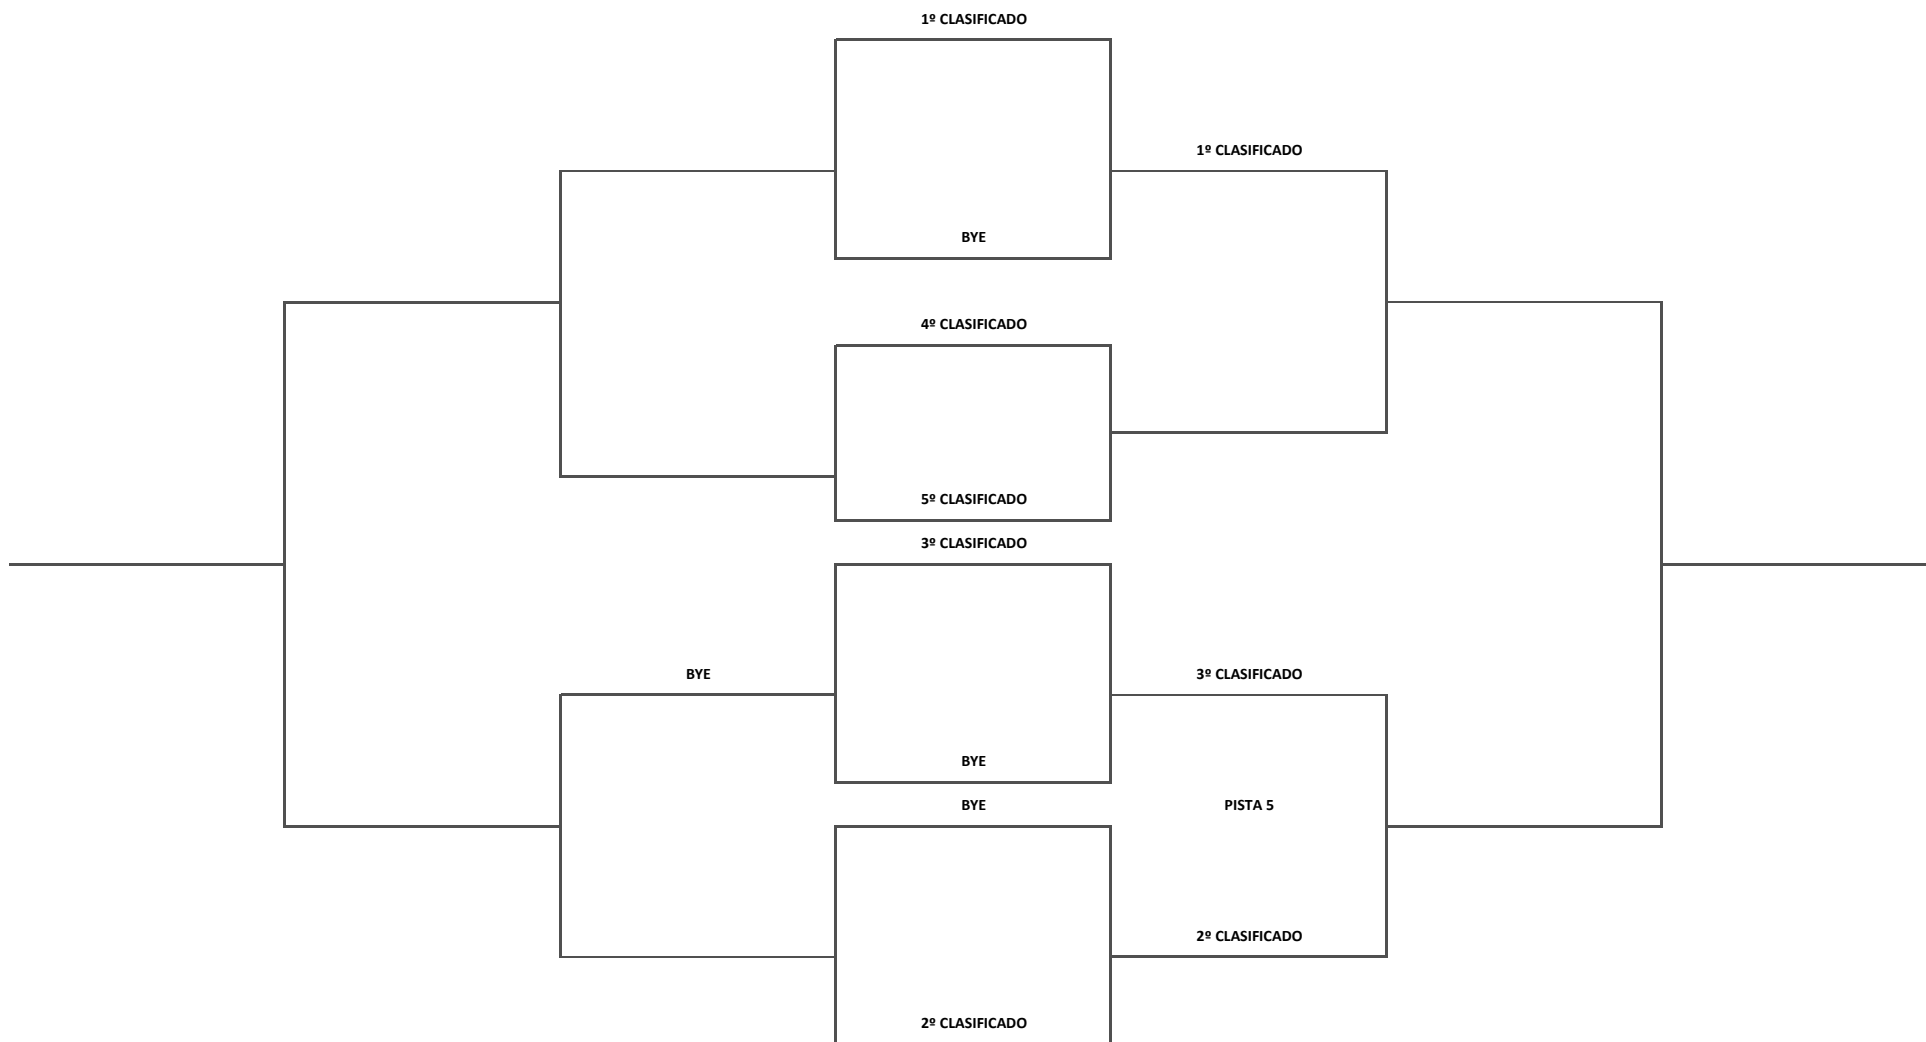 1º CLASIFICADO
1º CLASIFICADO
BYE
4º CLASIFICADO
5º CLASIFICADO
3º CLASIFICADO
BYE
3º CLASIFICADO
BYE
BYE
PISTA 5
2º CLASIFICADO
2º CLASIFICADO